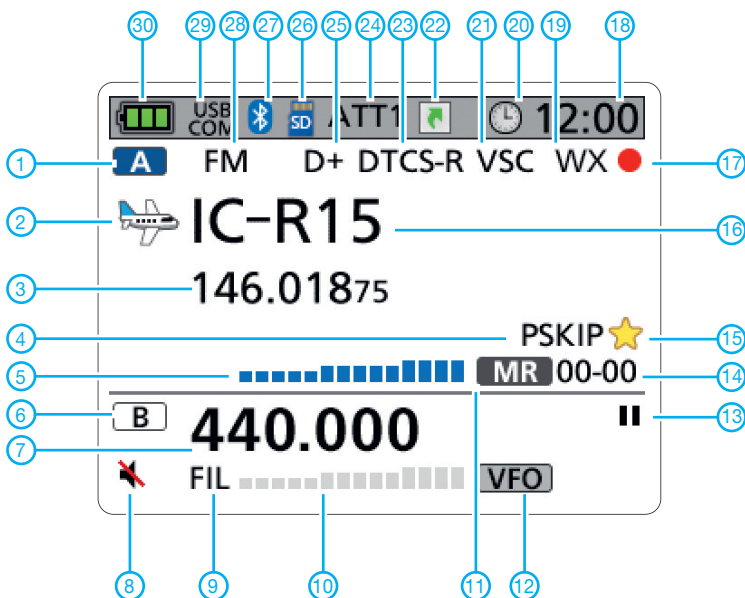 30 29 28 27 26 25 24 23 22 21 20 19 18
USB COM SD ATT1 12:00
1 A FM D+ DTCS-R VSC WX 17
2 IC-R15 16
3 146.01875
4 PSKIP 15
5 MR 00-00 14
6 B 13
7 440.000
FIL VFO
8 9 10 11 12